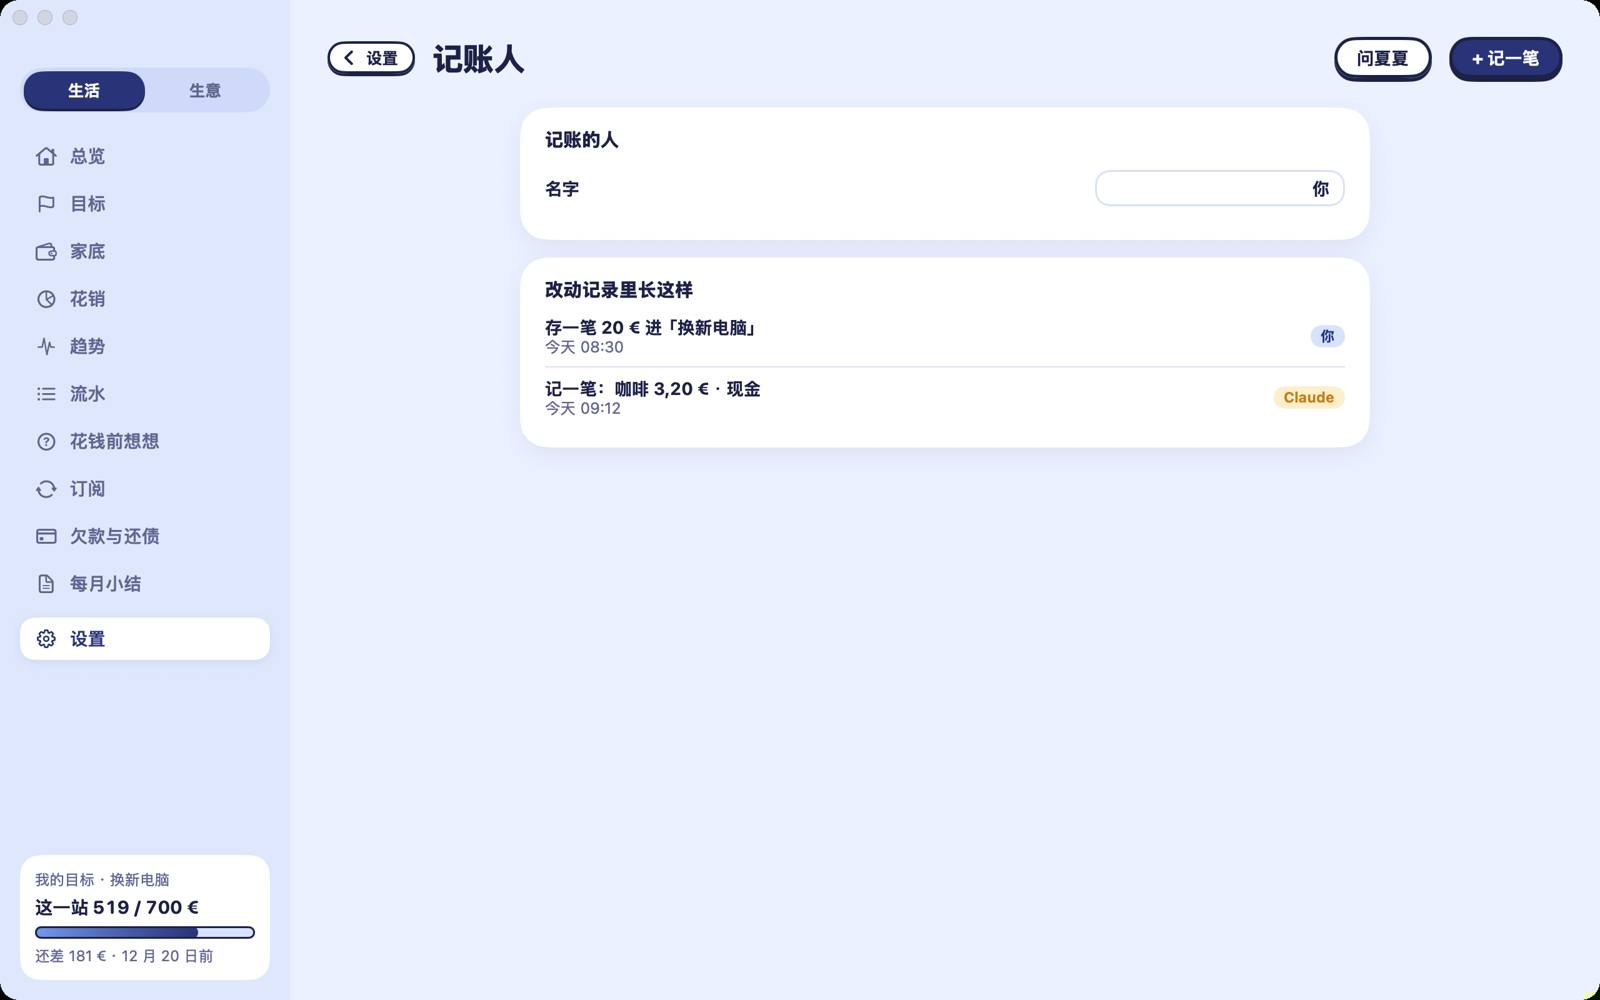 生活
生意
总览
目标
家底
花销
趋势
流水
花钱前想想
订阅
欠款与还债
每月小结
设置
我的目标 · 换新电脑
这一站 519 / 700 €
还差 181 € · 12 月 20 日前
设置
记账人
问夏夏
+ 记一笔
记账的人
名字
你
改动记录里长这样
存一笔 20 € 进「换新电脑」
今天 08:30
你
记一笔：咖啡 3,20 € · 现金
今天 09:12
Claude